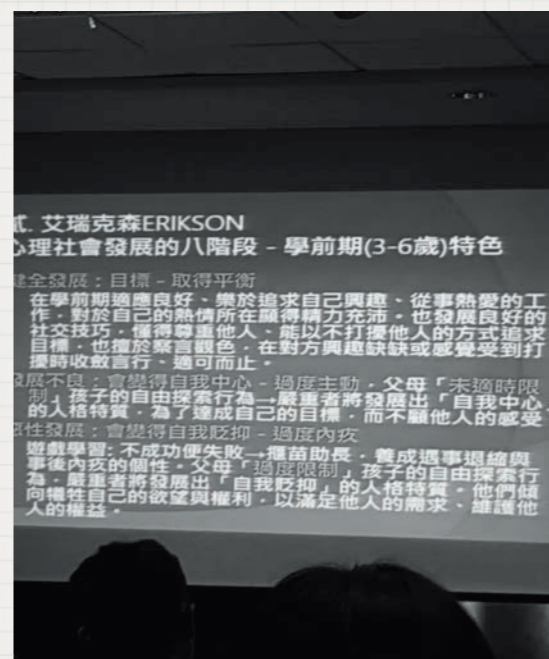 貳. 艾瑞克森ERIKSON
心理社會發展的八階段 - 學前期(3-6歲)特色
健全發展：目標 - 取得平衡
在學前期適應良好、樂於追求自己興趣、從事熱愛的工
作，對於自己的熱情所在顯得精力充沛。也發展良好的
社交技巧，懂得尊重他人、能以不打擾他人的方式追求
目標，也擅於察言觀色，在對方興趣缺缺或感覺受到打
擾時收斂言行、適可而止。
發展不良：會變得自我中心 - 過度主動，父母「未適時限
制」孩子的自由探索行為→嚴重者將發展出「自我中心」
的人格特質，為了達成自己的目標，而不顧他人的感受
惡性發展：會變得自我貶抑 - 過度內疚
遊戲學習: 不成功便失敗→揠苗助長，養成遇事退縮與
事後內疚的個性。父母「過度限制」孩子的自由探索行
為，嚴重者將發展出「自我貶抑」的人格特質。他們傾
向犧牲自己的欲望與權利，以滿足他人的需求、維護他
人的權益。